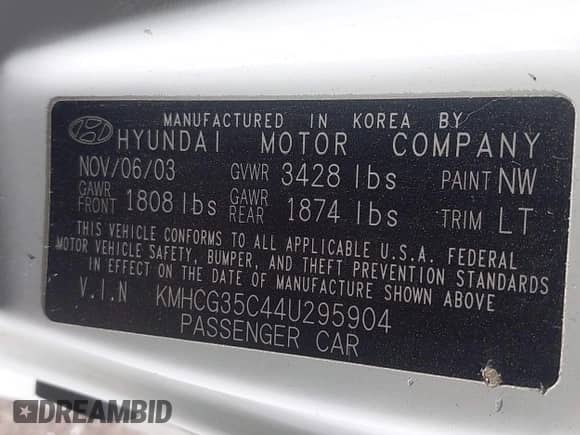 MANUFACTURED IN KOREA BY
HYUNDAI MOTOR COMPANY
NOV/06/03 GVWR 3428 lbs PAINT NW
GAWR FRONT 1808 lbs GAWR REAR 1874 lbs TRIM LT
THIS VEHICLE CONFORMS TO ALL APPLICABLE U.S.A. FEDERAL
MOTOR VEHICLE SAFETY, BUMPER, AND THEFT PREVENTION STANDARDS
IN EFFECT ON THE DATE OF MANUFACTURE SHOWN ABOVE
V.I.N KMHCG35C44U295904
PASSENGER CAR
DREAMBID